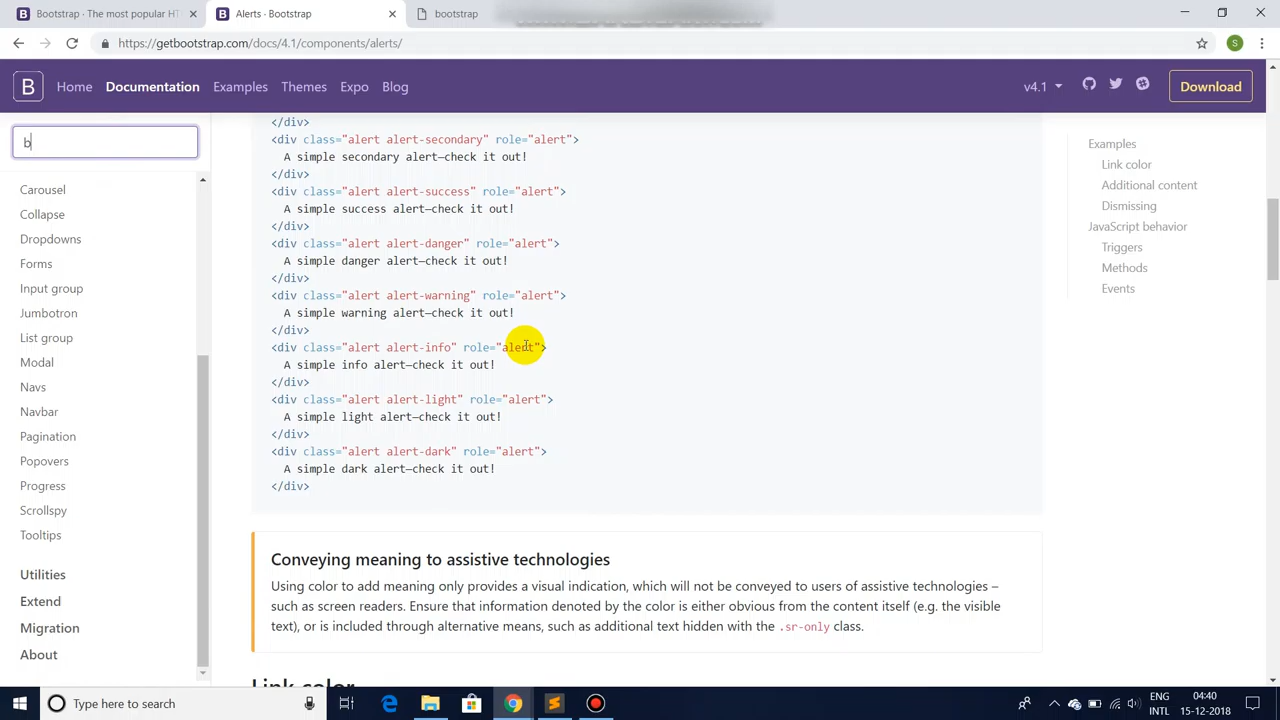 Bootstrap · The most popular HT
Alerts · Bootstrap
bootstrap
https://getbootstrap.com/docs/4.1/components/alerts/
S
B
Home
Documentation
Examples
Themes
Expo
Blog
v4.1
Download
b
Carousel
Collapse
Dropdowns
Forms
Input group
Jumbotron
List group
Modal
Navs
Navbar
Pagination
Popovers
Progress
Scrollspy
Tooltips
Utilities
Extend
Migration
About
</div>
<div class="alert alert-secondary" role="alert">
A simple secondary alert—check it out!
</div>
<div class="alert alert-success" role="alert">
A simple success alert—check it out!
</div>
<div class="alert alert-danger" role="alert">
A simple danger alert—check it out!
</div>
<div class="alert alert-warning" role="alert">
A simple warning alert—check it out!
</div>
<div class="alert alert-info" role="alert">
A simple info alert—check it out!
</div>
<div class="alert alert-light" role="alert">
A simple light alert—check it out!
</div>
<div class="alert alert-dark" role="alert">
A simple dark alert—check it out!
</div>
Conveying meaning to assistive technologies
Using color to add meaning only provides a visual indication, which will not be conveyed to users of assistive technologies –
such as screen readers. Ensure that information denoted by the color is either obvious from the content itself (e.g. the visible
text), or is included through alternative means, such as additional text hidden with the .sr-only class.
Link color
Examples
Link color
Additional content
Dismissing
JavaScript behavior
Triggers
Methods
Events
Type here to search
ENG
INTL
04:40
15-12-2018